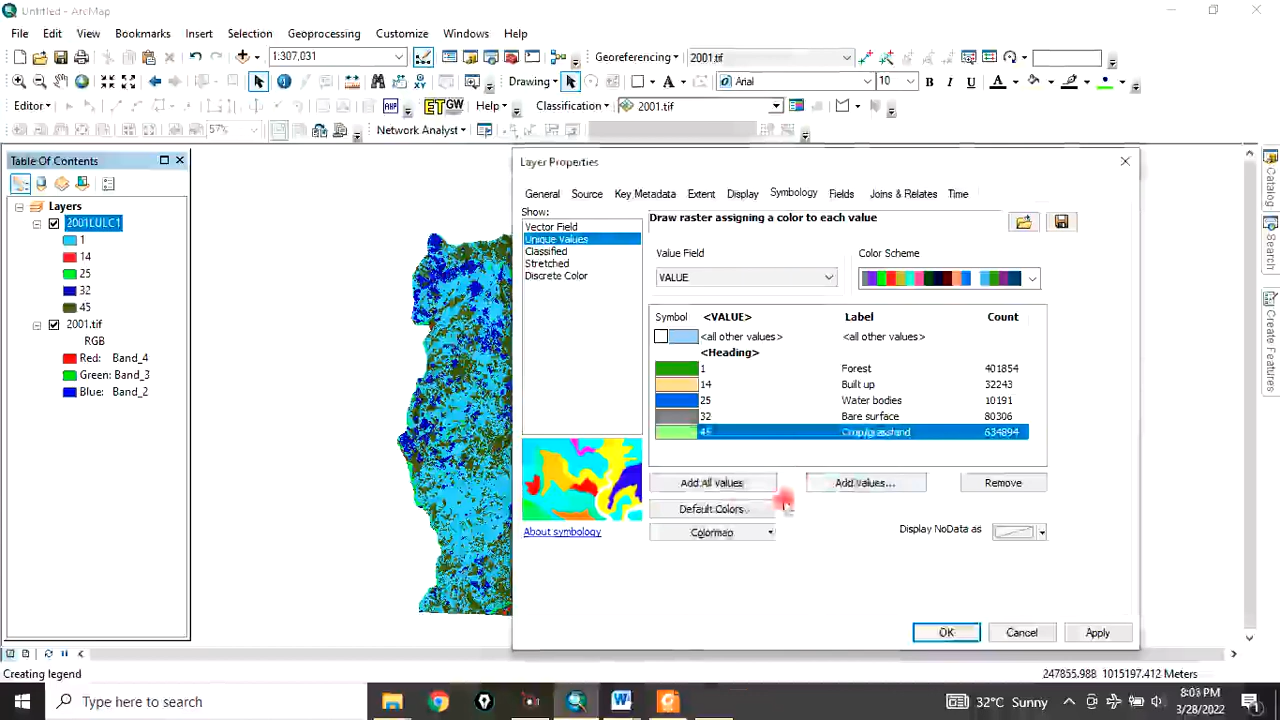 Untitled - ArcMap
File Edit View Bookmarks Insert Selection Geoprocessing Customize Windows Help
1:307,031 Georeferencing 2001.tif
Drawing Arial 10 B I U A
Editor ET GW Help Classification 2001.tif
57% Network Analyst
Table Of Contents
Layers
2001LULC1
1
14
25
32
45
2001.tif
RGB
Red: Band_4
Green: Band_3
Blue: Band_2
Layer Properties
General Source Key Metadata Extent Display Symbology Fields Joins & Relates Time
Show:
Vector Field
Unique Values
Classified
Stretched
Discrete Color
About symbology
Draw raster assigning a color to each value
Value Field
VALUE
Color Scheme
Symbol <VALUE> Label Count
<all other values> <all other values>
<Heading>
1 Forest 401854
14 Built up 32243
25 Water bodies 10191
32 Bare surface 80306
45 Crop/grassland 634894
Add All Values Add Values... Remove
Default Colors...
Colormap
Display NoData as
OK Cancel Apply
Catalog
Search
Create Features
Creating legend
247855.988 1015197.412 Meters
Type here to search
32°C Sunny
8:03 PM
3/28/2022